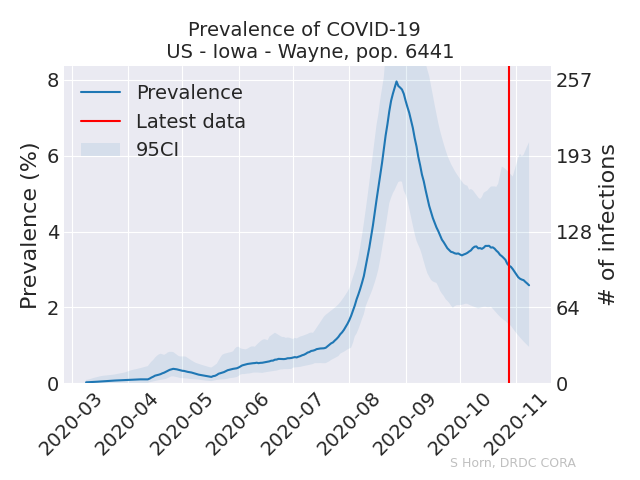 Prevalence of COVID-19
US - Iowa - Wayne, pop. 6441
Prevalence
Latest data
95CI
Prevalence (%)
8
6
4
2
0
257
193
128
64
0
# of infections
2020-03
2020-04
2020-05
2020-06
2020-07
2020-08
2020-09
2020-10
2020-11
S Horn, DRDC CORA